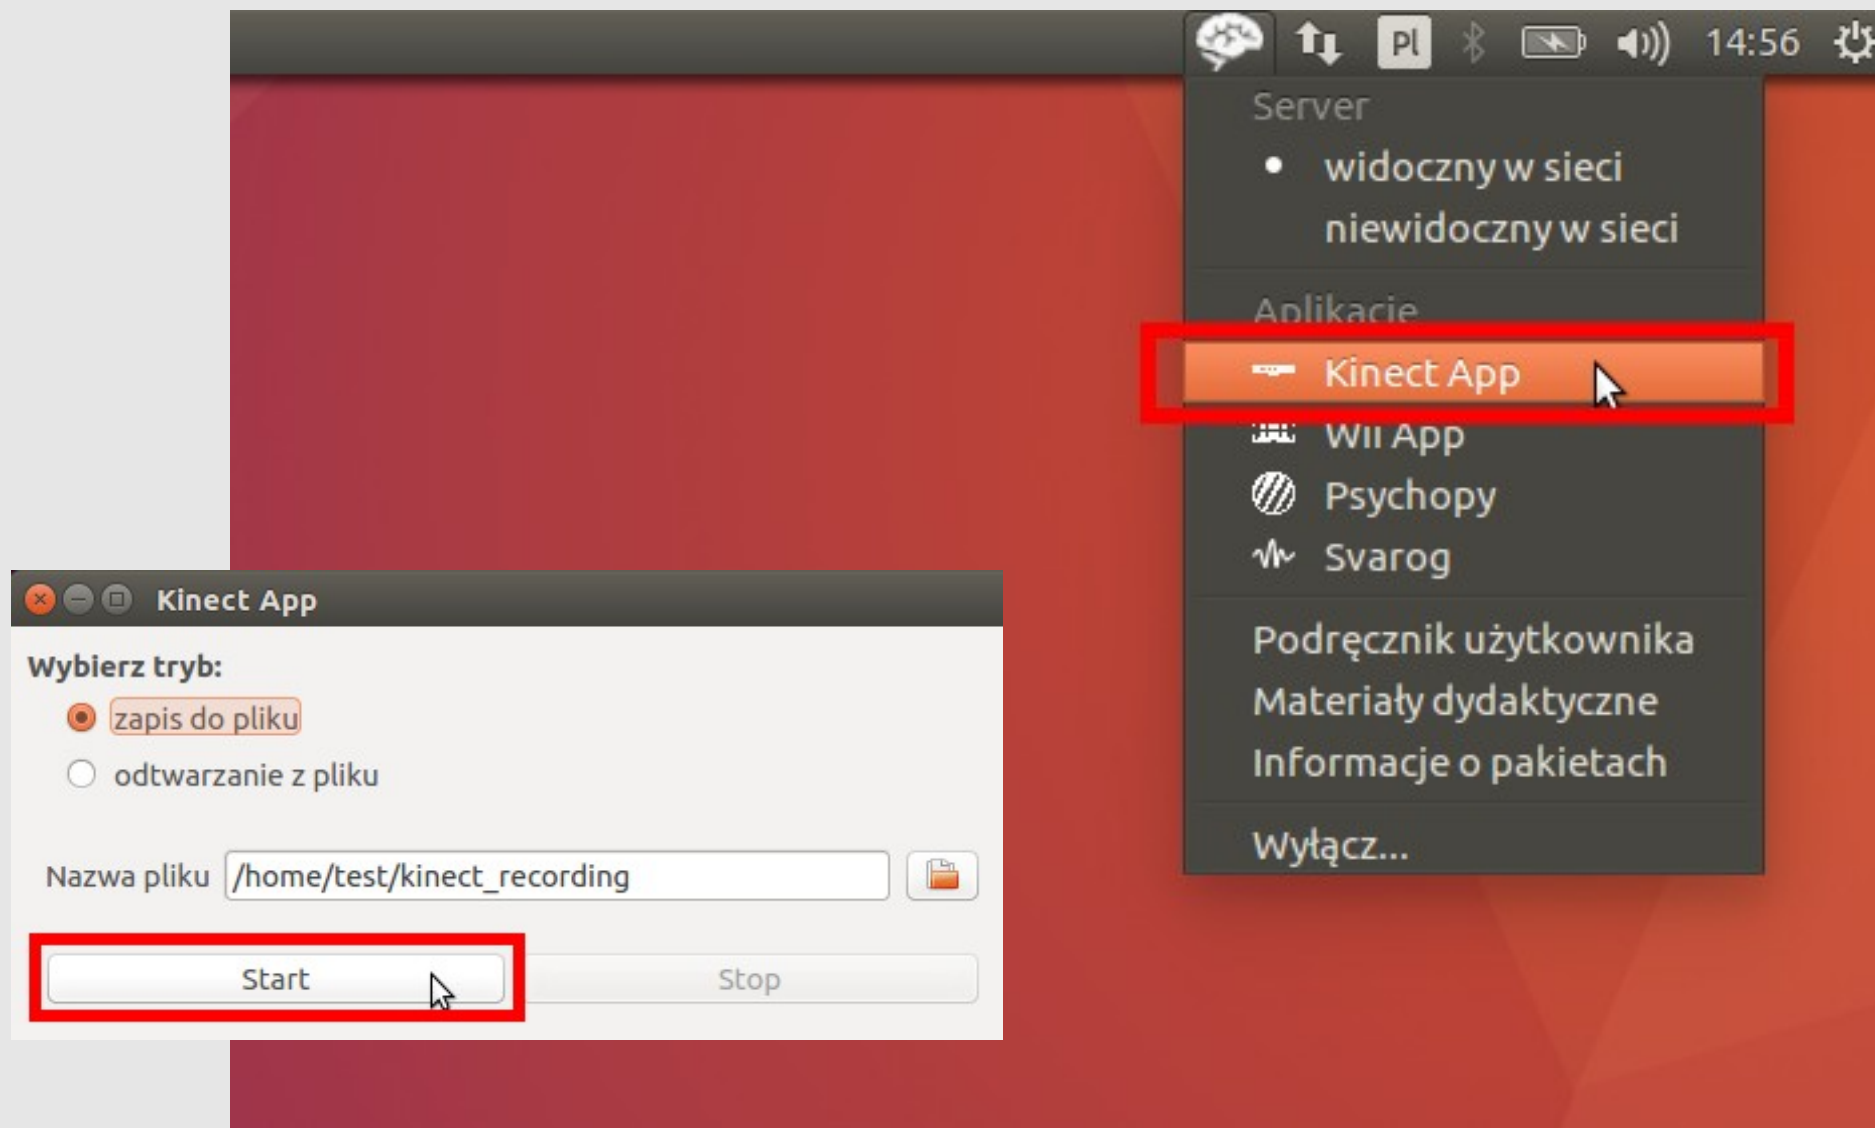 Pl 14:56
Server
widoczny w sieci
niewidoczny w sieci
Aplikacje
Kinect App
Wii App
Psychopy
Svarog
Podręcznik użytkownika
Materiały dydaktyczne
Informacje o pakietach
Wyłącz...
Kinect App
Wybierz tryb:
zapis do pliku
odtwarzanie z pliku
Nazwa pliku /home/test/kinect_recording
Start Stop